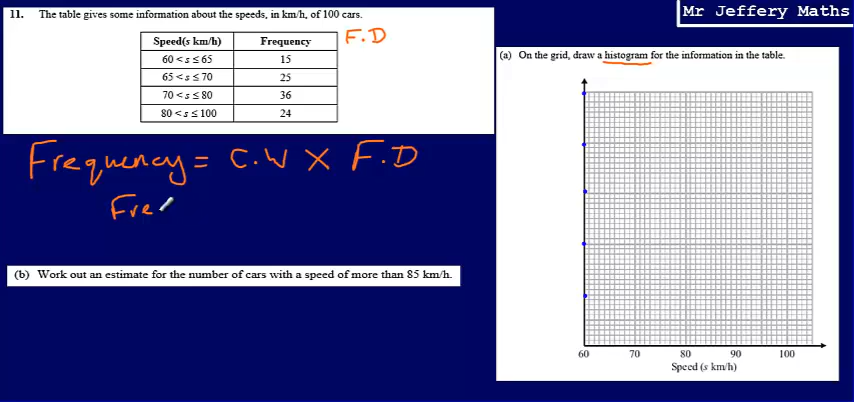 Mr Jeffery Maths
11. The table gives some information about the speeds, in km/h, of 100 cars.
Speed(s km/h) Frequency F.D
60 < s ≤ 65 15
65 < s ≤ 70 25
70 < s ≤ 80 36
80 < s ≤ 100 24
Frequency = C.W × F.D
Fre
(b) Work out an estimate for the number of cars with a speed of more than 85 km/h.
(a) On the grid, draw a histogram for the information in the table.
60 70 80 90 100
Speed (s km/h)